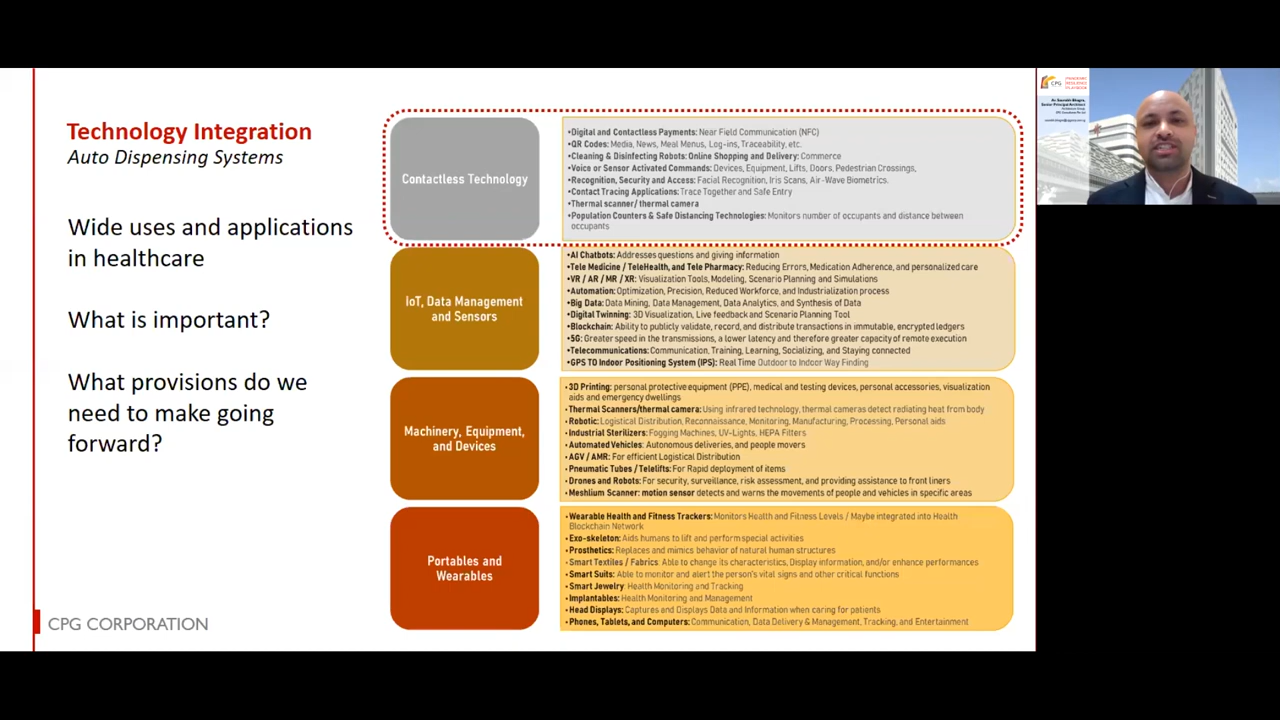 Technology Integration
Auto Dispensing Systems
Wide uses and applications
in healthcare
What is important?
What provisions do we
need to make going
forward?
CPG CORPORATION
Contactless Technology
•Digital and Contactless Payments: Near Field Communication (NFC)
•QR Codes: Media, News, Meal Menus, Log-ins, Traceability, etc.
•Cleaning & Disinfecting Robots: Online Shopping and Delivery: Commerce
•Voice or Sensor Activated Commands: Devices, Equipment, Lifts, Doors, Pedestrian Crossings,
•Recognition, Security and Access: Facial Recognition, Iris Scans, Air-Wave Biometrics.
•Contact Tracing Applications: Trace Together and Safe Entry
•Thermal scanner/ thermal camera
•Population Counters & Safe Distancing Technologies: Monitors number of occupants and distance between
occupants
IoT, Data Management
and Sensors
•AI Chatbots: Addresses questions and giving information
•Tele Medicine / TeleHealth, and Tele Pharmacy: Reducing Errors, Medication Adherence, and personalized care
•VR / AR / MR / XR: Visualization Tools, Modeling, Scenario Planning and Simulations
•Automation: Optimization, Precision, Reduced Workforce, and Industrialization process
•Big Data: Data Mining, Data Management, Data Analytics, and Synthesis of Data
•Digital Twinning: 3D Visualization, Live feedback and Scenario Planning Tool
•Blockchain: Ability to publicly validate, record, and distribute transactions in immutable, encrypted ledgers
•5G: Greater speed in the transmissions, a lower latency and therefore greater capacity of remote execution
•Telecommunications: Communication, Training, Learning, Socializing, and Staying connected
•GPS TO Indoor Positioning System (IPS): Real Time Outdoor to Indoor Way Finding
Machinery, Equipment,
and Devices
•3D Printing: personal protective equipment (PPE), medical and testing devices, personal accessories, visualization
aids and emergency dwellings
•Thermal Scanners/thermal camera: Using infrared technology, thermal cameras detect radiating heat from body
•Robotic: Logistical Distribution, Reconnaissance, Monitoring, Manufacturing, Processing, Personal aids
•Industrial Sterilizers: Fogging Machines, UV-Lights, HEPA Filters
•Automated Vehicles: Autonomous deliveries, and people movers
•AGV / AMR: For efficient Logistical Distribution
•Pneumatic Tubes / Telelifts: For Rapid deployment of items
•Drones and Robots: For security, surveillance, risk assessment, and providing assistance to front liners
•Meshlium Scanner: motion sensor detects and warns the movements of people and vehicles in specific areas
Portables and
Wearables
•Wearable Health and Fitness Trackers: Monitors Health and Fitness Levels / Maybe integrated into Health
Blockchain Network
•Exo-skeleton: Aids humans to lift and perform special activities
•Prosthetics: Replaces and mimics behavior of natural human structures
•Smart Textiles / Fabrics: Able to change its characteristics, Display information, and/or enhance performances
•Smart Suits: Able to monitor and alert the person's vital signs and other critical functions
•Smart Jewelry: Health Monitoring and Tracking
•Implantables: Health Monitoring and Management
•Head Displays: Captures and Displays Data and Information when caring for patients
•Phones, Tablets, and Computers: Communication, Data Delivery & Management, Tracking, and Entertainment
CPG